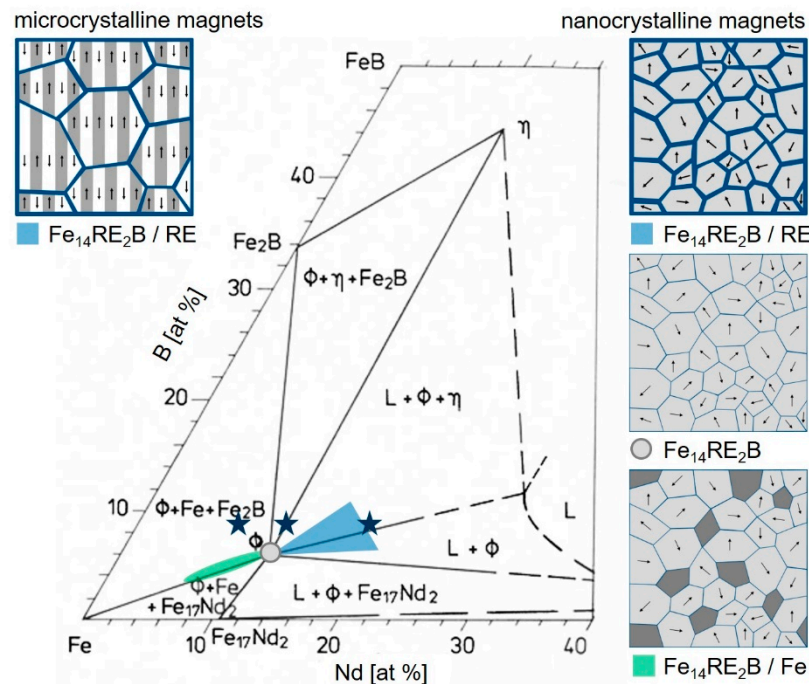 microcrystalline magnets
nanocrystalline magnets
FeB
η
40
Fe₂B
Fe₁₄RE₂B / RE
Fe₁₄RE₂B / RE
30
Φ+η+Fe₂B
B [at %]
20
L+Φ+η
Fe₁₄RE₂B
10
Φ+Fe+Fe₂B
L
Φ
L+Φ
Φ+Fe
+Fe₁₇Nd₂
L+Φ+Fe₁₇Nd₂
Fe
10
Fe₁₇Nd₂
20
30
40
Nd [at %]
Fe₁₄RE₂B / Fe